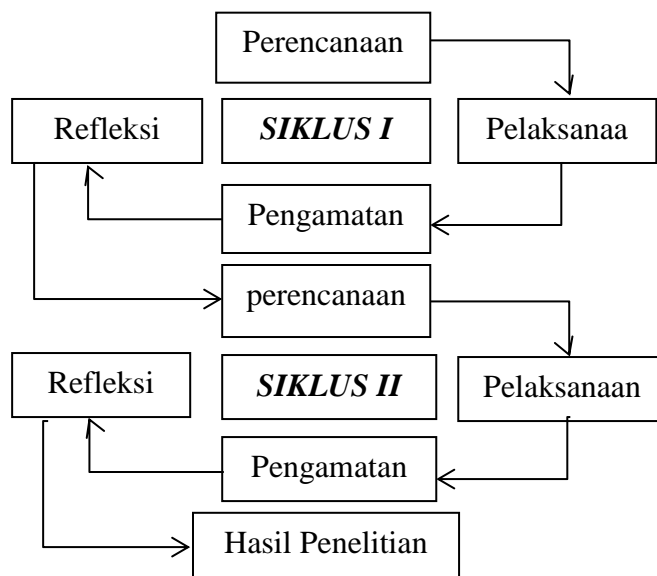 Perencanaan
Refleksi
SIKLUS I
Pelaksanaa
Pengamatan
perencanaan
Refleksi
SIKLUS II
Pelaksanaan
Pengamatan
Hasil Penelitian